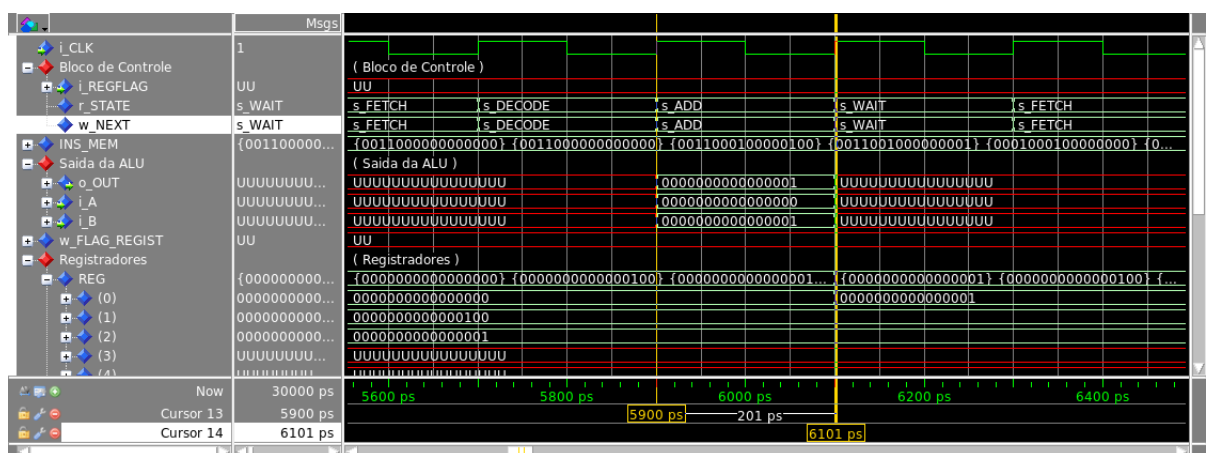 Msgs
i_CLK 1
Bloco de Controle ( Bloco de Controle )
i_REGFLAG UU UU
r_STATE s_WAIT s_FETCH s_DECODE s_ADD s_WAIT s_FETCH
w_NEXT s_WAIT s_FETCH s_DECODE s_ADD s_WAIT s_FETCH
INS_MEM {001100000... {0011000000000000} {0011000000000000} {0011000100000100} {0011001000000001} {0001000100000000} {0...
Saida da ALU ( Saida da ALU )
o_OUT UUUUUUUU... UUUUUUUUUUUUUUUU 0000000000000001 UUUUUUUUUUUUUUUU
i_A UUUUUUUU... UUUUUUUUUUUUUUUU 0000000000000000 UUUUUUUUUUUUUUUU
i_B UUUUUUUU... UUUUUUUUUUUUUUUU 0000000000000001 UUUUUUUUUUUUUUUU
w_FLAG_REGIST UU UU
Registradores ( Registradores )
REG {000000000... {0000000000000000} {0000000000000100} {0000000000000001... {0000000000000001} {0000000000000100} {...
(0) 0000000000... 0000000000000000 0000000000000001
(1) 0000000000... 0000000000000100
(2) 0000000000... 0000000000000001
(3) UUUUUUUU... UUUUUUUUUUUUUUUU
Now 30000 ps 5600 ps 5800 ps 6000 ps 6200 ps 6400 ps
Cursor 13 5900 ps 5900 ps 201 ps
Cursor 14 6101 ps 6101 ps